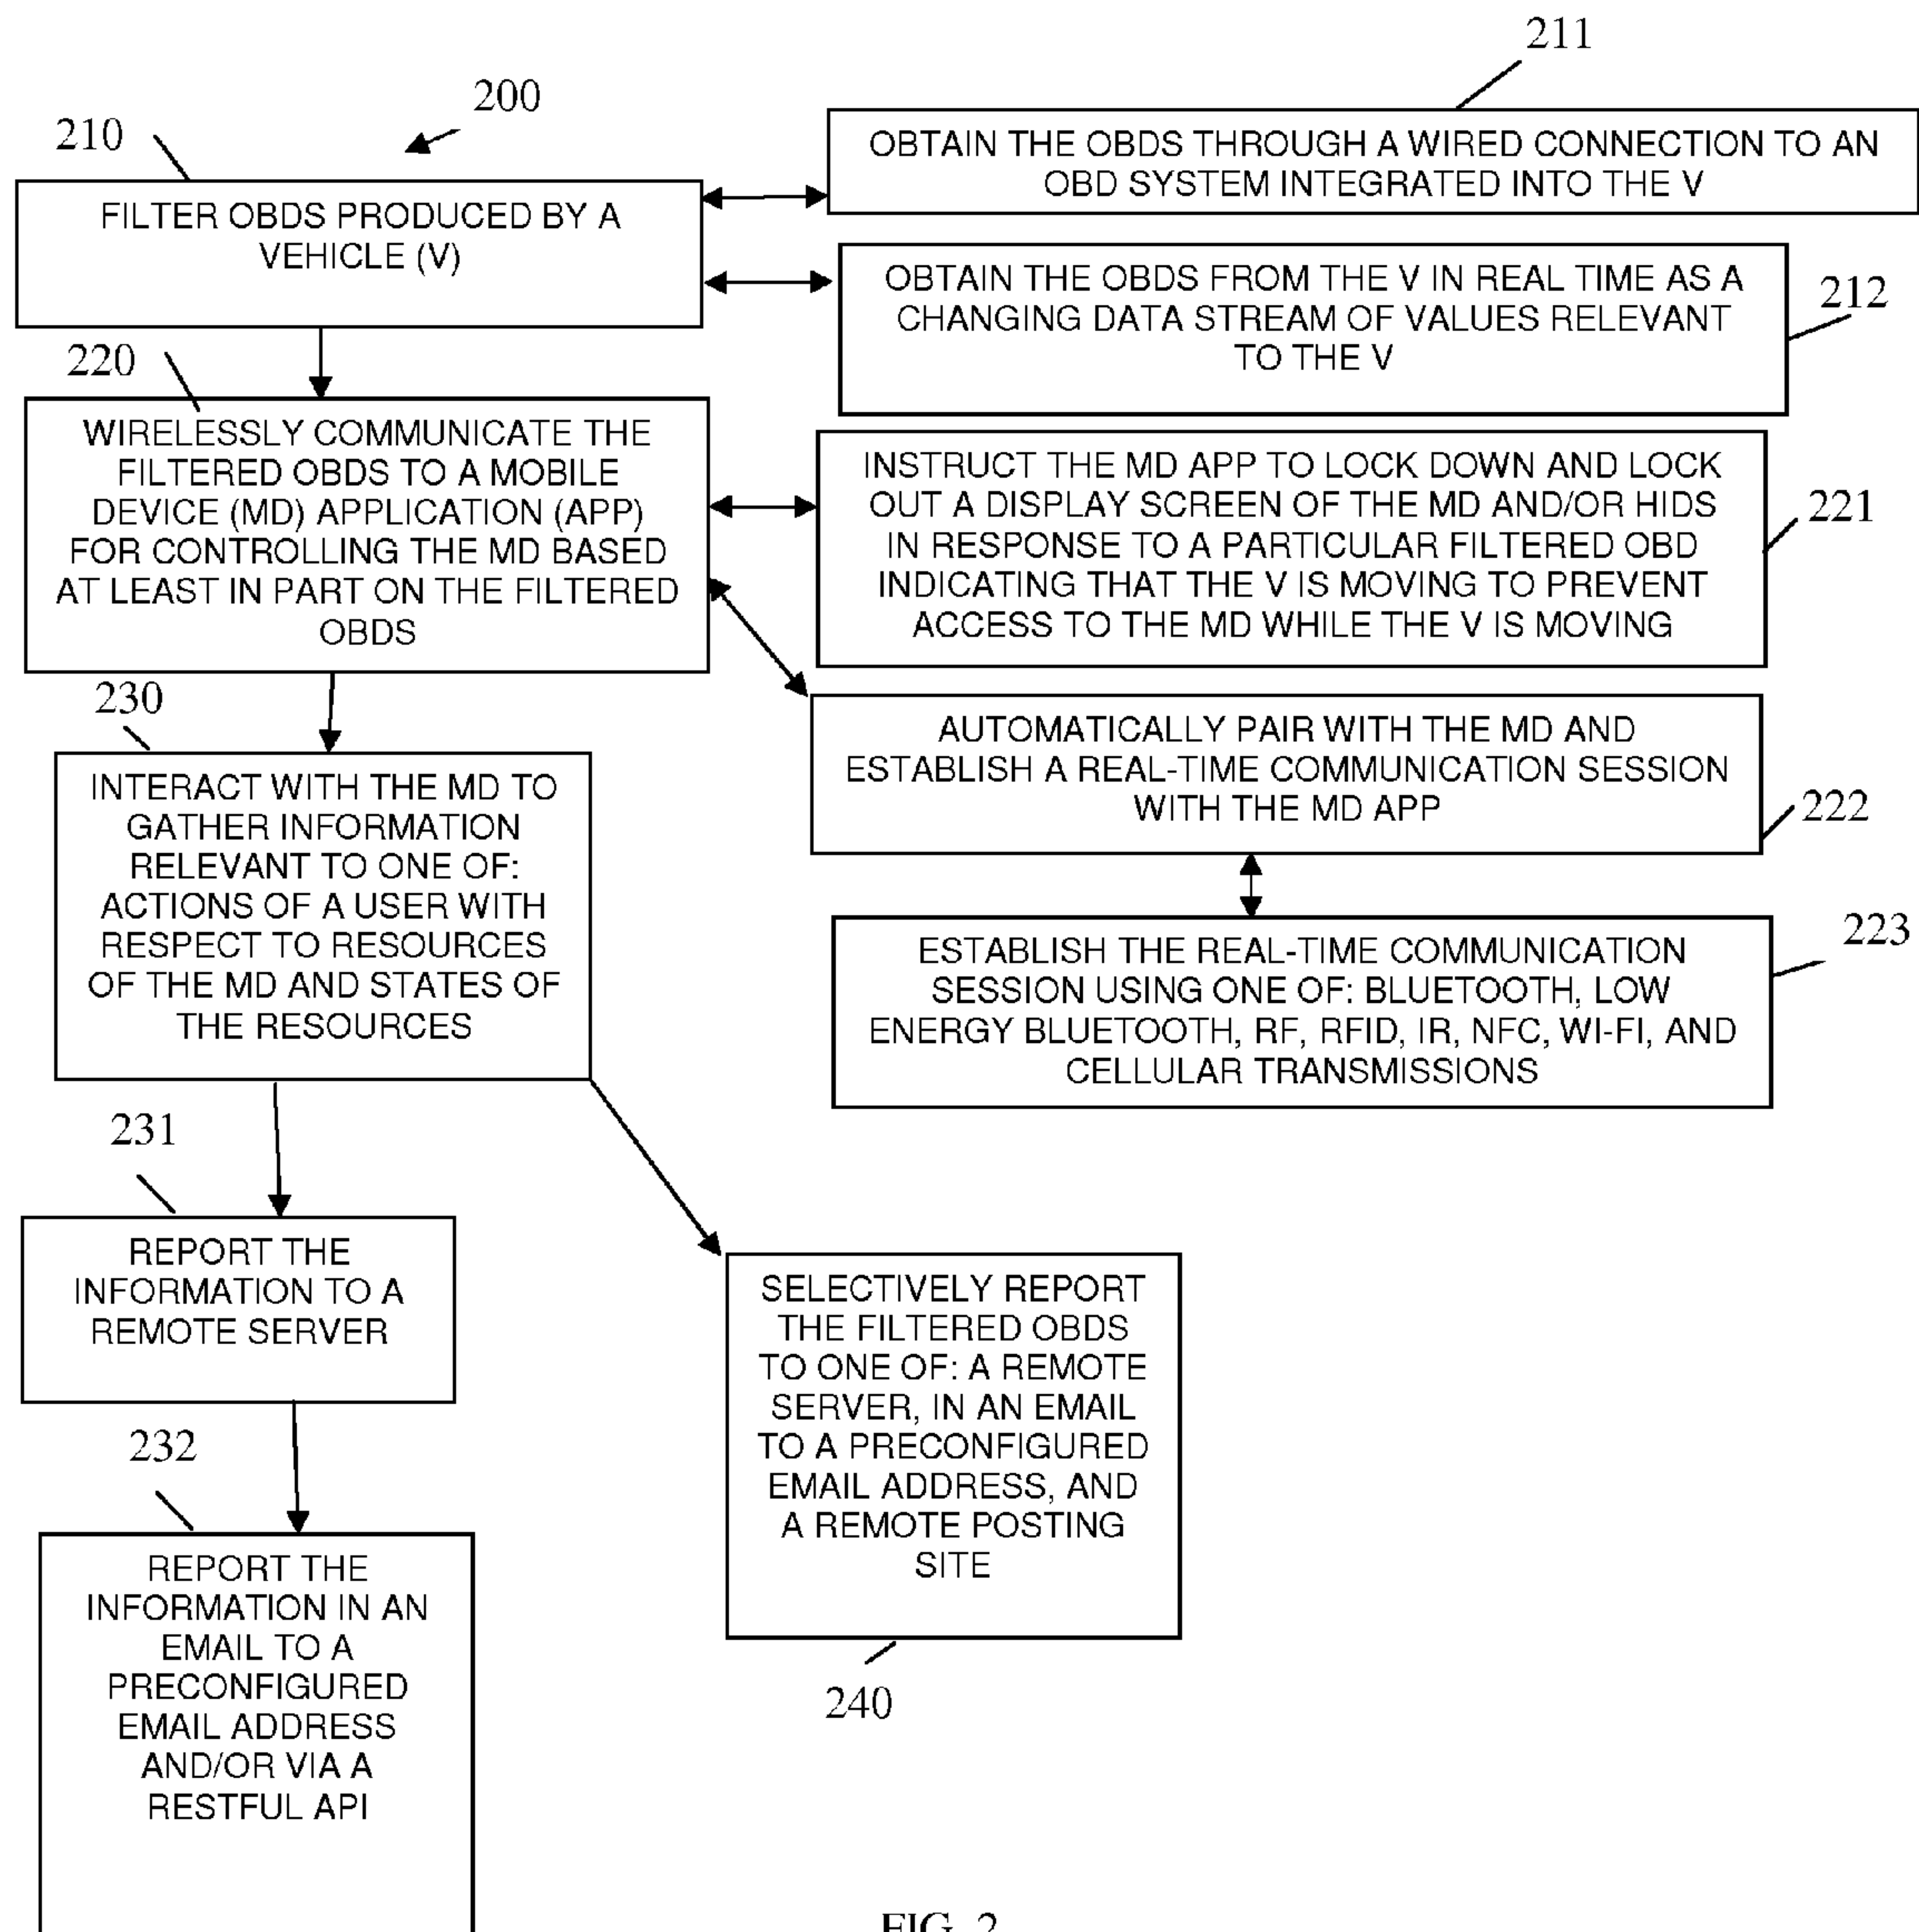 211
200
210
OBTAIN THE OBDS THROUGH A WIRED CONNECTION TO AN
OBD SYSTEM INTEGRATED INTO THE V
FILTER OBDS PRODUCED BY A
VEHICLE (V)
OBTAIN THE OBDS FROM THE V IN REAL TIME AS A
CHANGING DATA STREAM OF VALUES RELEVANT
TO THE V
212
220
WIRELESSLY COMMUNICATE THE
FILTERED OBDS TO A MOBILE
DEVICE (MD) APPLICATION (APP)
FOR CONTROLLING THE MD BASED
AT LEAST IN PART ON THE FILTERED
OBDS
INSTRUCT THE MD APP TO LOCK DOWN AND LOCK
OUT A DISPLAY SCREEN OF THE MD AND/OR HIDS
IN RESPONSE TO A PARTICULAR FILTERED OBD
INDICATING THAT THE V IS MOVING TO PREVENT
ACCESS TO THE MD WHILE THE V IS MOVING
221
230
AUTOMATICALLY PAIR WITH THE MD AND
ESTABLISH A REAL-TIME COMMUNICATION SESSION
WITH THE MD APP
222
INTERACT WITH THE MD TO
GATHER INFORMATION
RELEVANT TO ONE OF:
ACTIONS OF A USER WITH
RESPECT TO RESOURCES
OF THE MD AND STATES OF
THE RESOURCES
223
ESTABLISH THE REAL-TIME COMMUNICATION
SESSION USING ONE OF: BLUETOOTH, LOW
ENERGY BLUETOOTH, RF, RFID, IR, NFC, WI-FI, AND
CELLULAR TRANSMISSIONS
231
REPORT THE
INFORMATION TO A
REMOTE SERVER
SELECTIVELY REPORT
THE FILTERED OBDS
TO ONE OF: A REMOTE
SERVER, IN AN EMAIL
TO A PRECONFIGURED
EMAIL ADDRESS, AND
A REMOTE POSTING
SITE
232
REPORT THE
INFORMATION IN AN
EMAIL TO A
PRECONFIGURED
EMAIL ADDRESS
AND/OR VIA A
RESTFUL API
240
FIG. 2